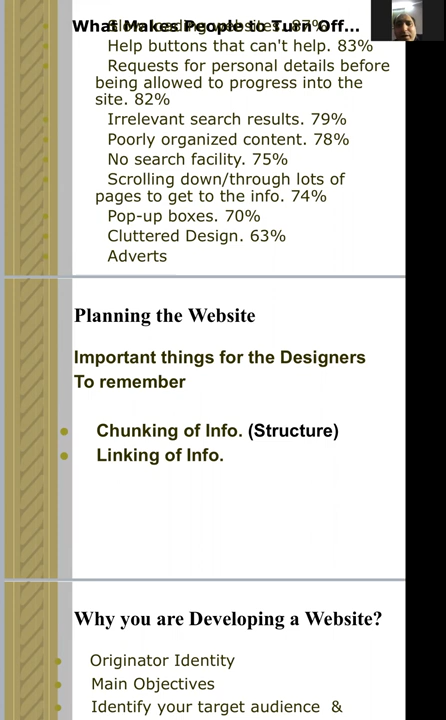 What Makes People to Turn Off...
Slow loading websites. 87%
Help buttons that can't help. 83%
Requests for personal details before
being allowed to progress into the
site. 82%
Irrelevant search results. 79%
Poorly organized content. 78%
No search facility. 75%
Scrolling down/through lots of
pages to get to the info. 74%
Pop-up boxes. 70%
Cluttered Design. 63%
Adverts
Planning the Website
Important things for the Designers
To remember
Chunking of Info. (Structure)
Linking of Info.
Why you are Developing a Website?
Originator Identity
Main Objectives
Identify your target audience &